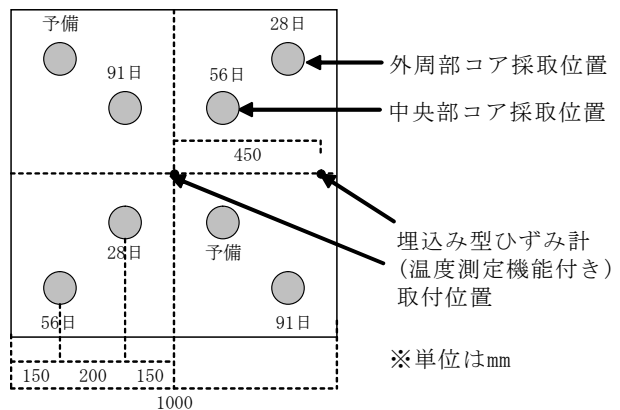 予備
28日
91日
56日
外周部コア採取位置
中央部コア採取位置
450
28日
予備
埋込み型ひずみ計
(温度測定機能付き)
取付位置
56日
91日
※単位はmm
150
200
150
1000